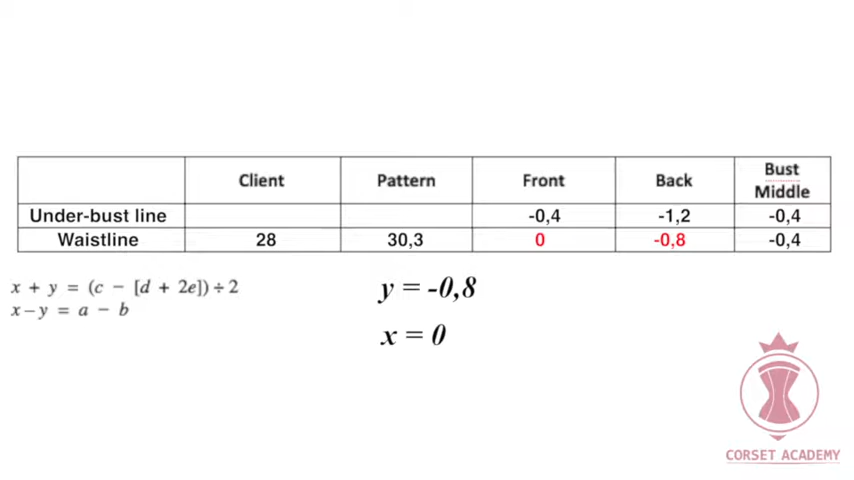 Client Pattern Front Back Bust Middle
Under-bust line -0,4 -1,2 -0,4
Waistline 28 30,3 0 -0,8 -0,4
x + y = (c − [d + 2e]) ÷ 2
x − y = a − b
y = -0,8
x = 0
CORSET ACADEMY